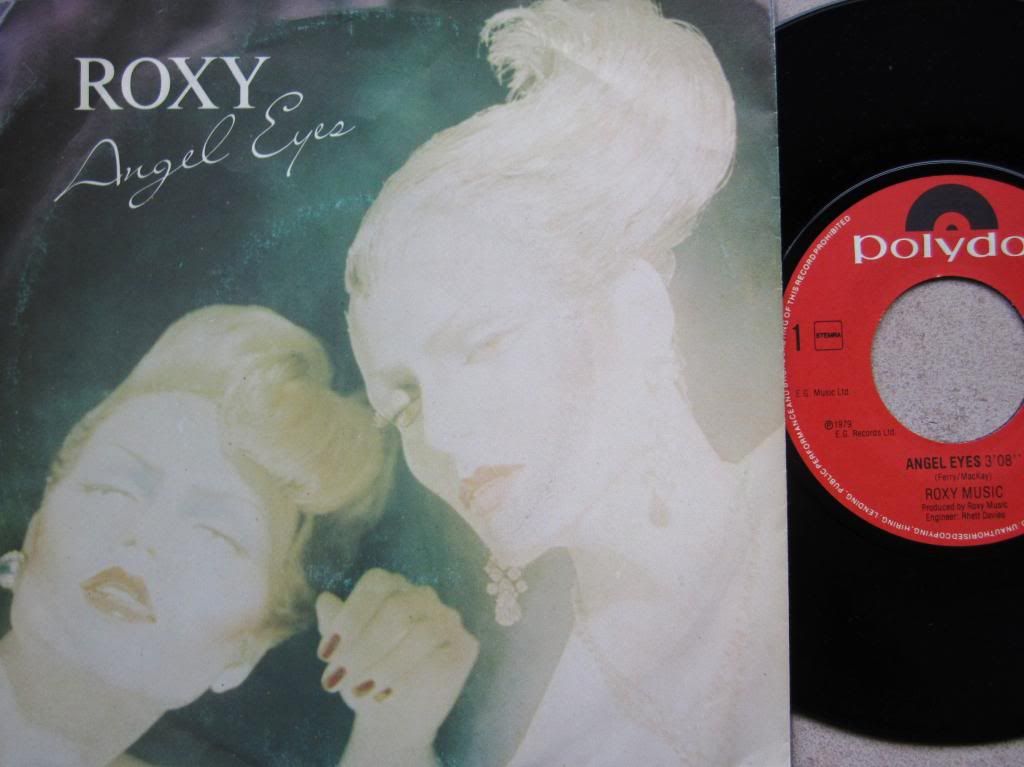 ROXY
Angel Eyes
polydo
1
STEMRA
E.G. Music Ltd.
℗1979
E.G. Records Ltd.
ANGEL EYES 3'08''
(Ferry/MacKay)
ROXY MUSIC
Produced by Roxy Music
Engineer: Rhett Davies
UNAUTHORISED COPYING, HIRING, LENDING, PUBLIC PERFORMANCE AND OF THIS RECORD PROHIBITED